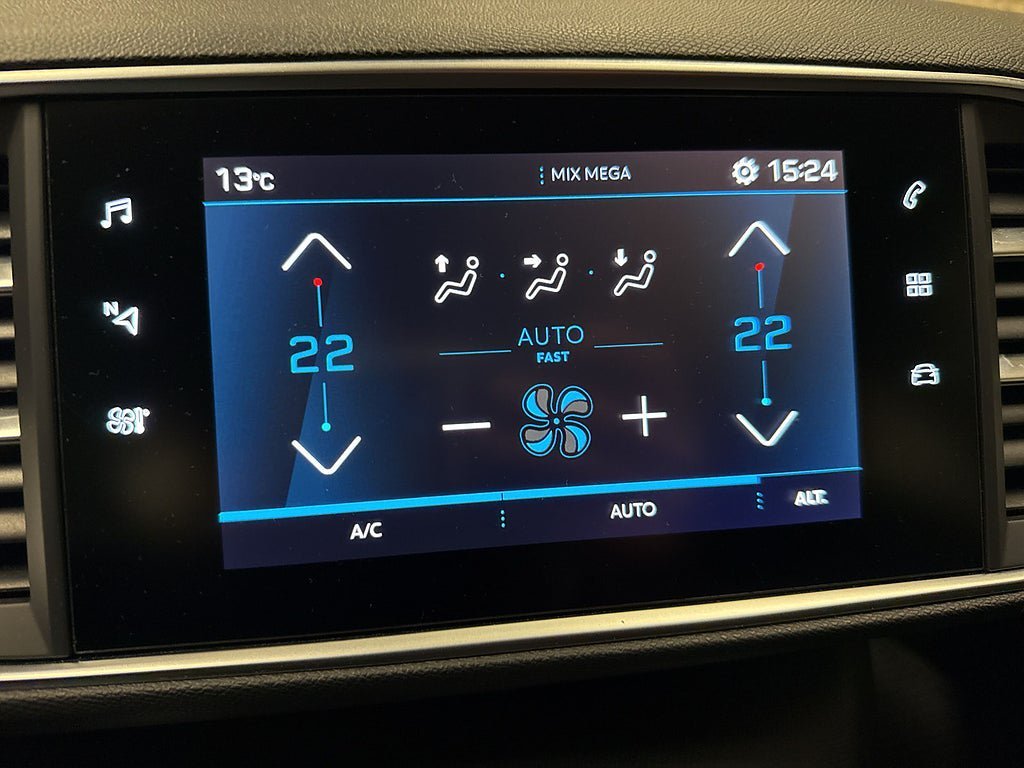 13°C
MIX MEGA
15:24
N
22
AUTO
FAST
22
A/C
AUTO
ALT.